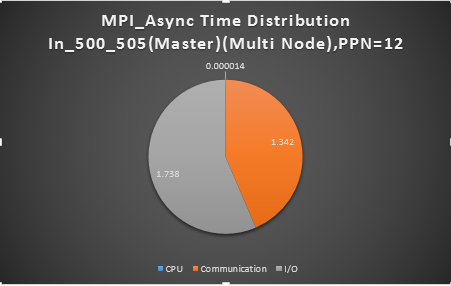 MPI_Async Time Distribution
In_500_505(Master)(Multi Node),PPN=12
0.000014
1.342
1.738
CPU Communication I/O